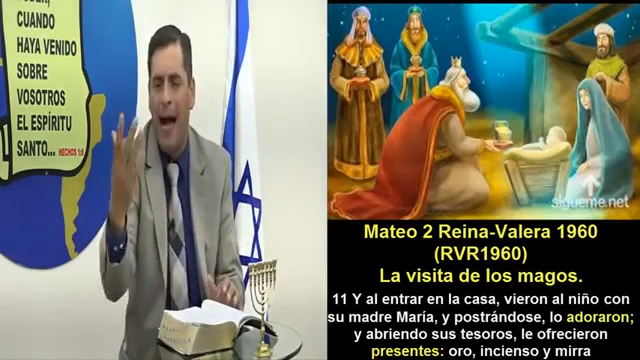 PODER,
CUANDO
HAYA VENIDO
SOBRE
VOSOTROS
EL ESPÍRITU
SANTO... HECHOS 1:8
sigueme.net
Mateo 2 Reina-Valera 1960
(RVR1960)
La visita de los magos.
11 Y al entrar en la casa, vieron al niño con
su madre María, y postrándose, lo adoraron;
y abriendo sus tesoros, le ofrecieron
presentes: oro, incienso y mirra